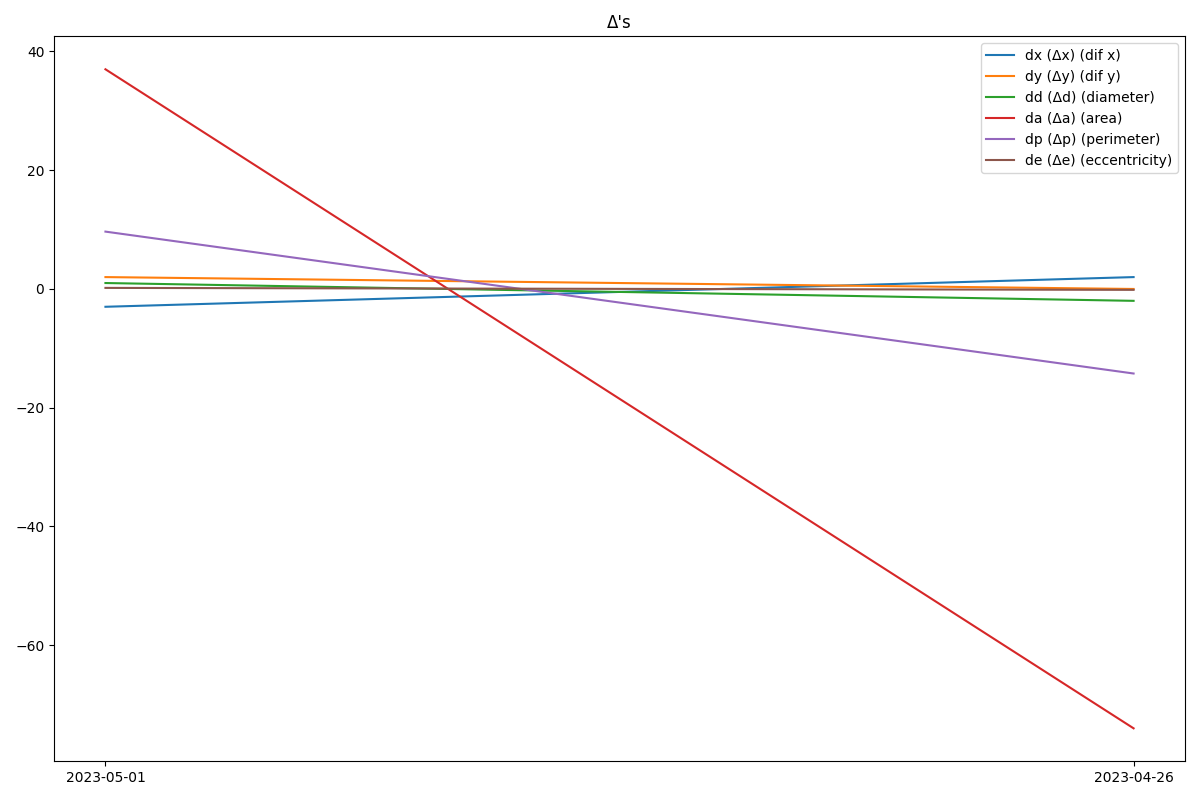 Δ's
40
20
0
−20
−40
−60
2023-05-01
2023-04-26
dx (Δx) (dif x)
dy (Δy) (dif y)
dd (Δd) (diameter)
da (Δa) (area)
dp (Δp) (perimeter)
de (Δe) (eccentricity)